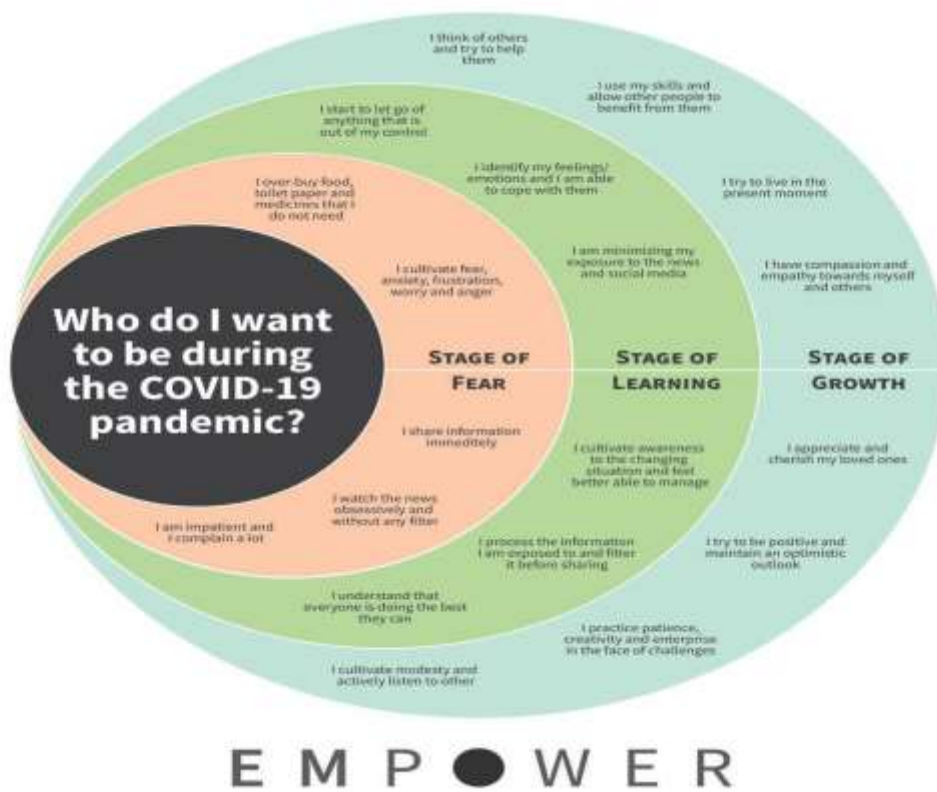 I think of others
and try to help
them
I use my skills and
allow other people to
benefit from them
I start to let go of
anything that is
out of my control
I identify my feelings/
emotions and I am able
to cope with them
I over-buy food,
toilet paper and
medicines that I
do not need
I try to live in the
present moment
I am minimizing my
exposure to the news
and social media
I cultivate fear,
anxiety, frustration,
worry and anger
I have compassion and
empathy towards myself
and others
Who do I want
to be during
the COVID-19
pandemic?
STAGE OF
FEAR
STAGE OF
LEARNING
STAGE OF
GROWTH
I share information
immeditely
I cultivate awareness
to the changing
situation and feel
better able to manage
I appreciate and
cherish my loved ones
I watch the news
obsessively and
without any filter
I am impatient and
I complain a lot
I process the information
I am exposed to and filter
it before sharing
I try to be positive and
maintain an optimistic
outlook
I understand that
everyone is doing the best
they can
I practice patience,
creativity and enterprise
in the face of challenges
I cultivate modesty and
actively listen to other
EMPOWER